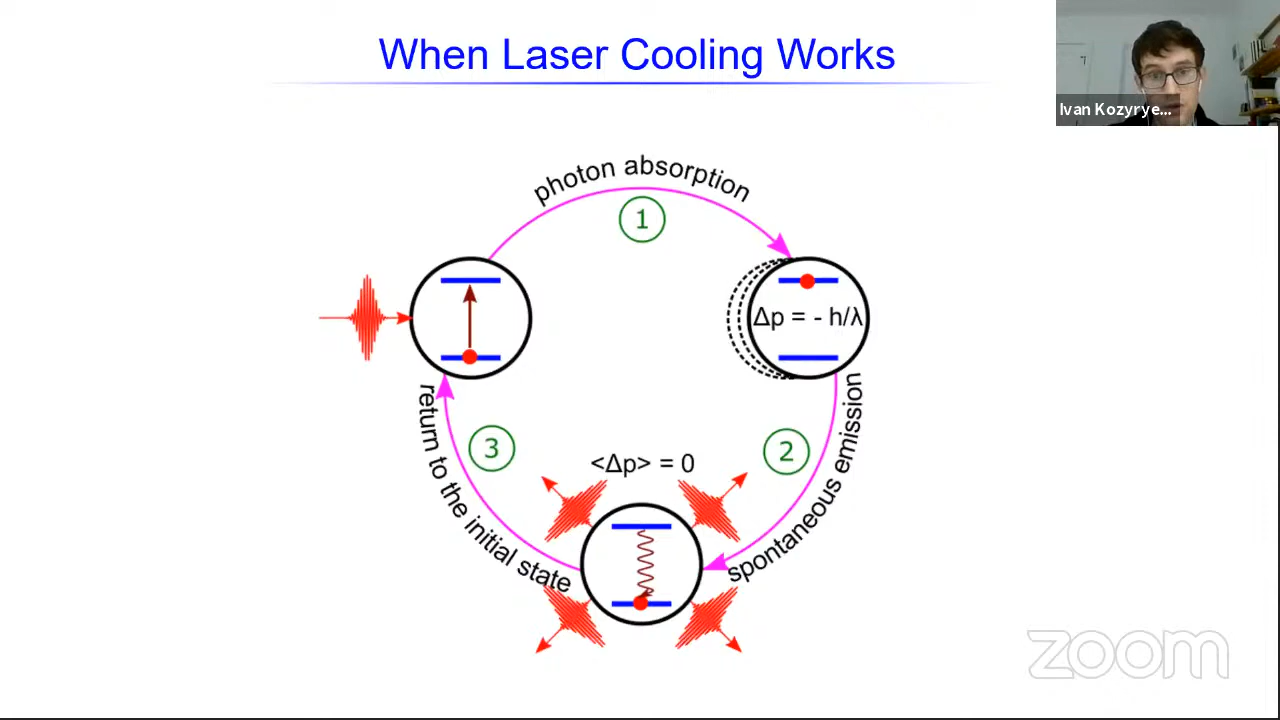 When Laser Cooling Works
Ivan Kozyrye...
photon absorption
1
Δp = - h/λ
return to the initial state
3
<Δp> = 0
2
spontaneous emission
zoom